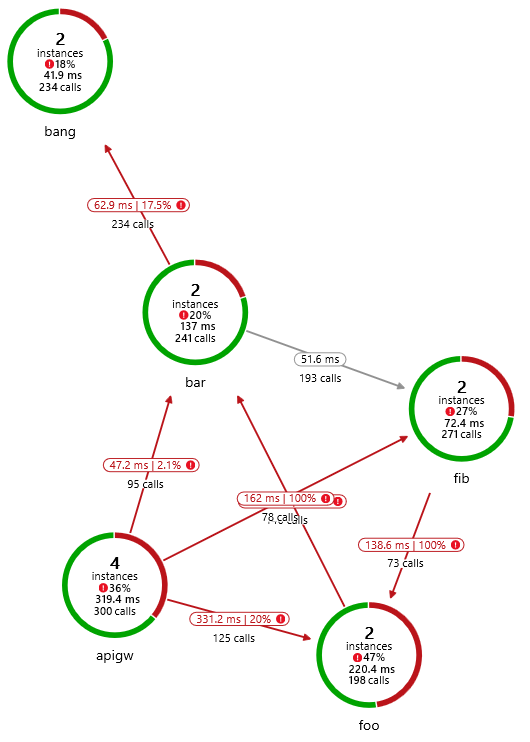 2
instances
18%
41.9 ms
234 calls
bang
62.9 ms | 17.5%
234 calls
2
instances
20%
137 ms
241 calls
bar
51.6 ms
193 calls
2
instances
27%
72.4 ms
271 calls
fib
47.2 ms | 2.1%
95 calls
162 ms | 100%
78 calls
138.6 ms | 100%
73 calls
4
instances
36%
319.4 ms
300 calls
apigw
331.2 ms | 20%
125 calls
2
instances
47%
220.4 ms
198 calls
foo